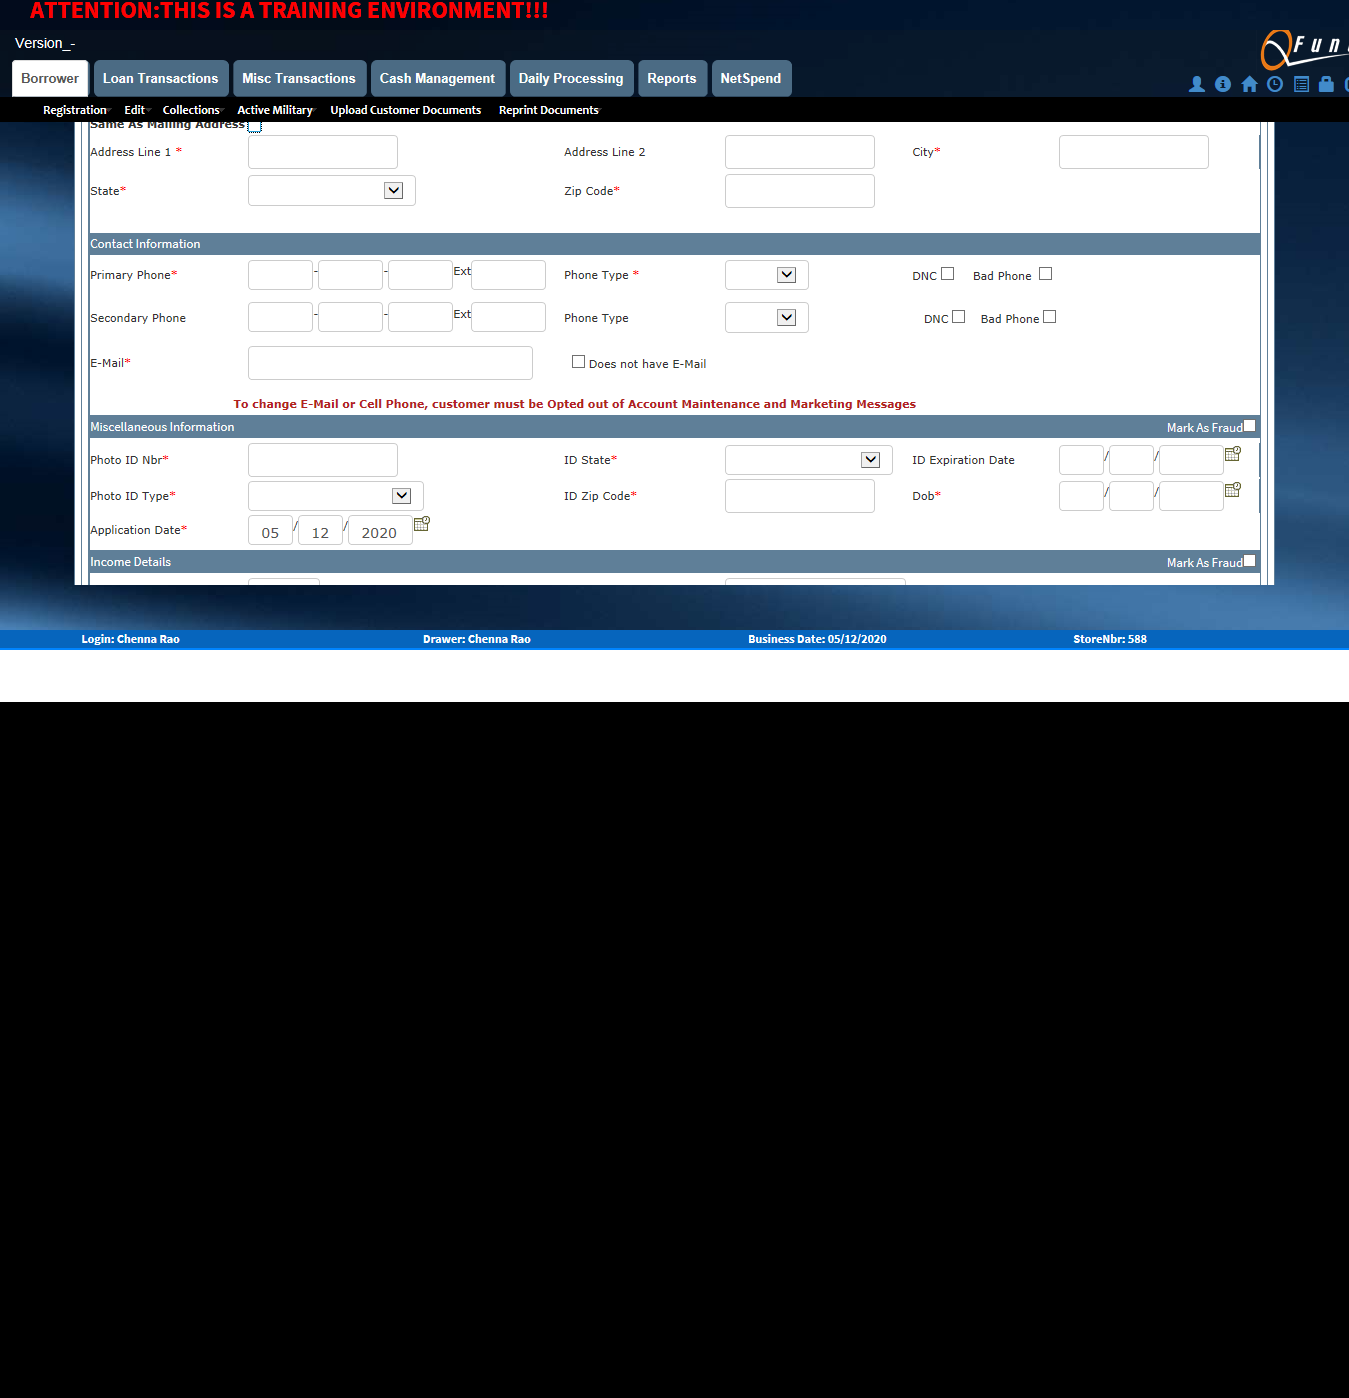 ATTENTION:THIS IS A TRAINING ENVIRONMENT!!!
Version_-
Fun
Borrower Loan Transactions Misc Transactions Cash Management Daily Processing Reports NetSpend
Registration Edit Collections Active Military Upload Customer Documents Reprint Documents
Same As Mailing Address
Address Line 1 * Address Line 2 City*
State* Zip Code*
Contact Information
Primary Phone* - - Ext Phone Type * DNC Bad Phone
Secondary Phone - - Ext Phone Type DNC Bad Phone
E-Mail* Does not have E-Mail
To change E-Mail or Cell Phone, customer must be Opted out of Account Maintenance and Marketing Messages
Miscellaneous Information Mark As Fraud
Photo ID Nbr* ID State* ID Expiration Date / /
Photo ID Type* ID Zip Code* Dob* / /
Application Date* 05 / 12 / 2020
Income Details Mark As Fraud
Login: Chenna Rao Drawer: Chenna Rao Business Date: 05/12/2020 StoreNbr: 588